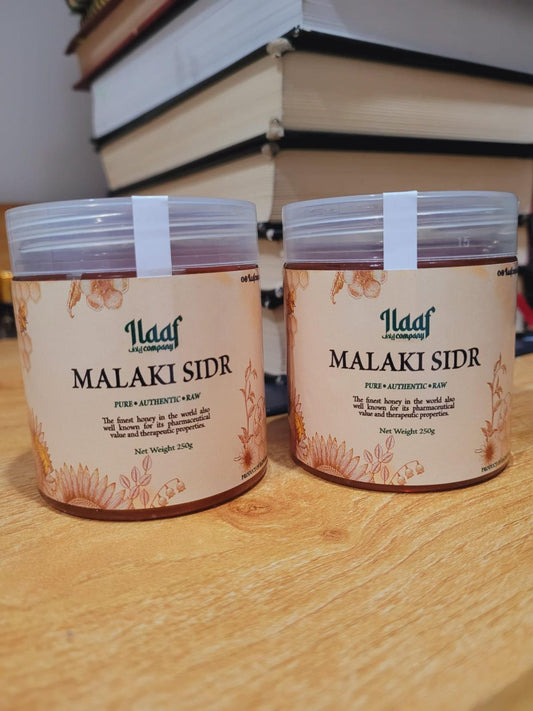 Ilaaf
& company
MALAKI SIDR
PURE • AUTHENTIC • RAW
The finest honey in the world also
well known for its pharmaceutical
value and therapeutic properties.
Net Weight 250g
Ilaaf
& company
MALAKI SIDR
PURE • AUTHENTIC • RAW
The finest honey in the world also
well known for its pharmaceutical
value and therapeutic properties.
Net Weight 250g